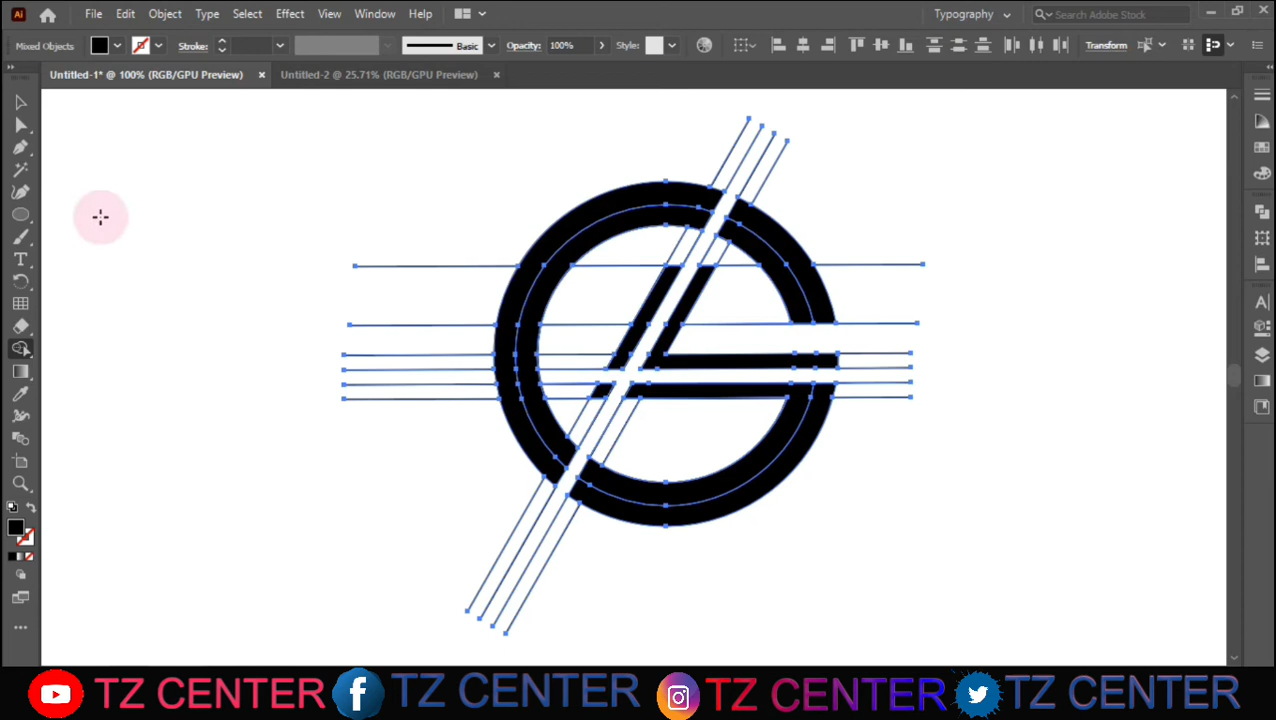 Ai File Edit Object Type Select Effect View Window Help Typography Search Adobe Stock
Mixed Objects Stroke: Basic Opacity: 100% Style: Transform
Untitled-1* @ 100% (RGB/GPU Preview) × Untitled-2 @ 25.71% (RGB/GPU Preview) ×
TZ CENTER TZ CENTER TZ CENTER TZ CENTER